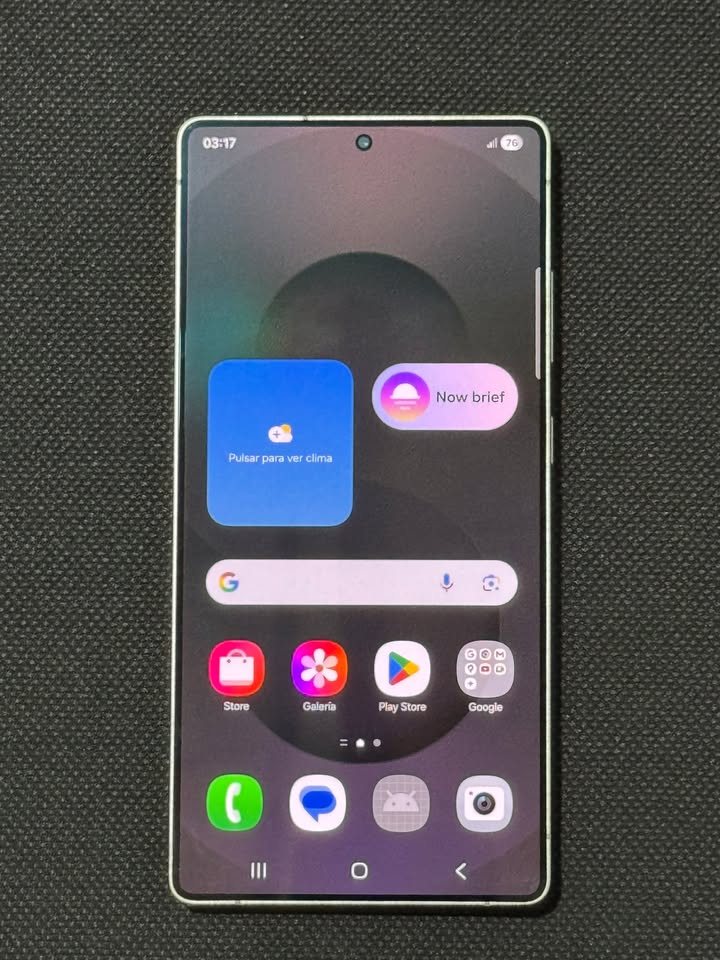 03:17
76
Pulsar para ver clima
Now brief
Store
Galería
Play Store
Google